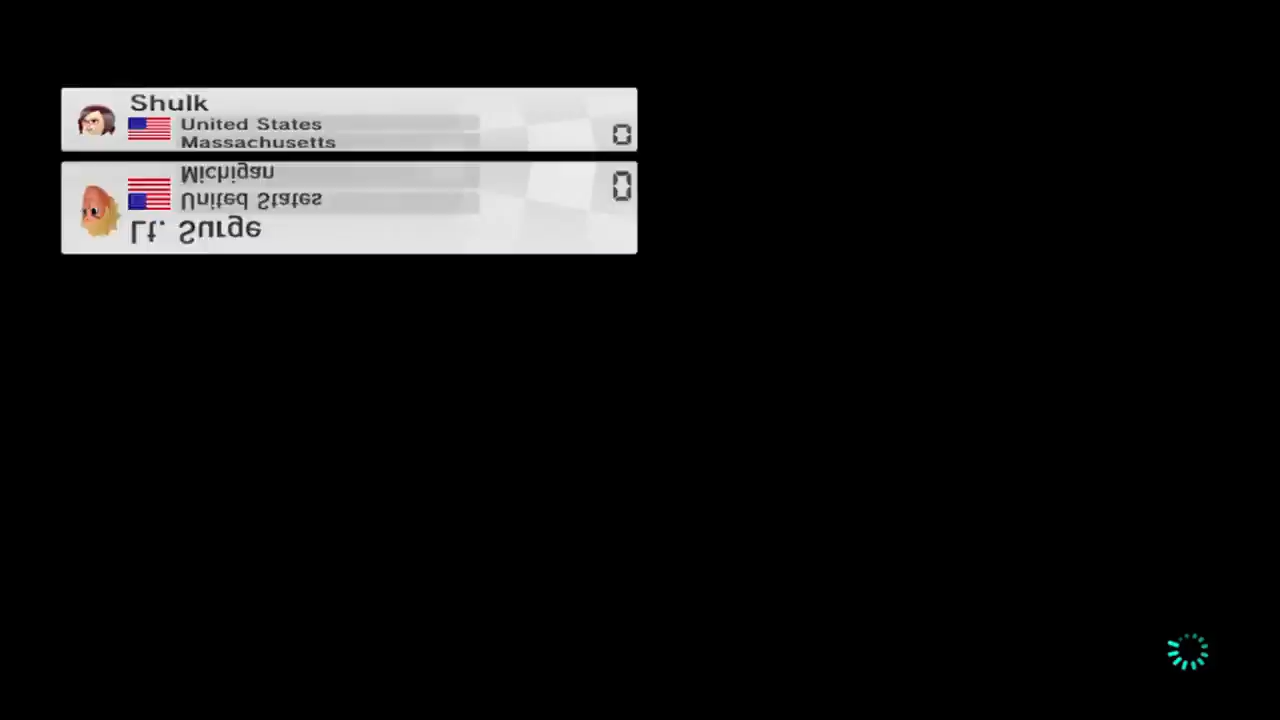 Shulk
United States
Massachusetts
0
Michigan
United States
Lt. Surge
0